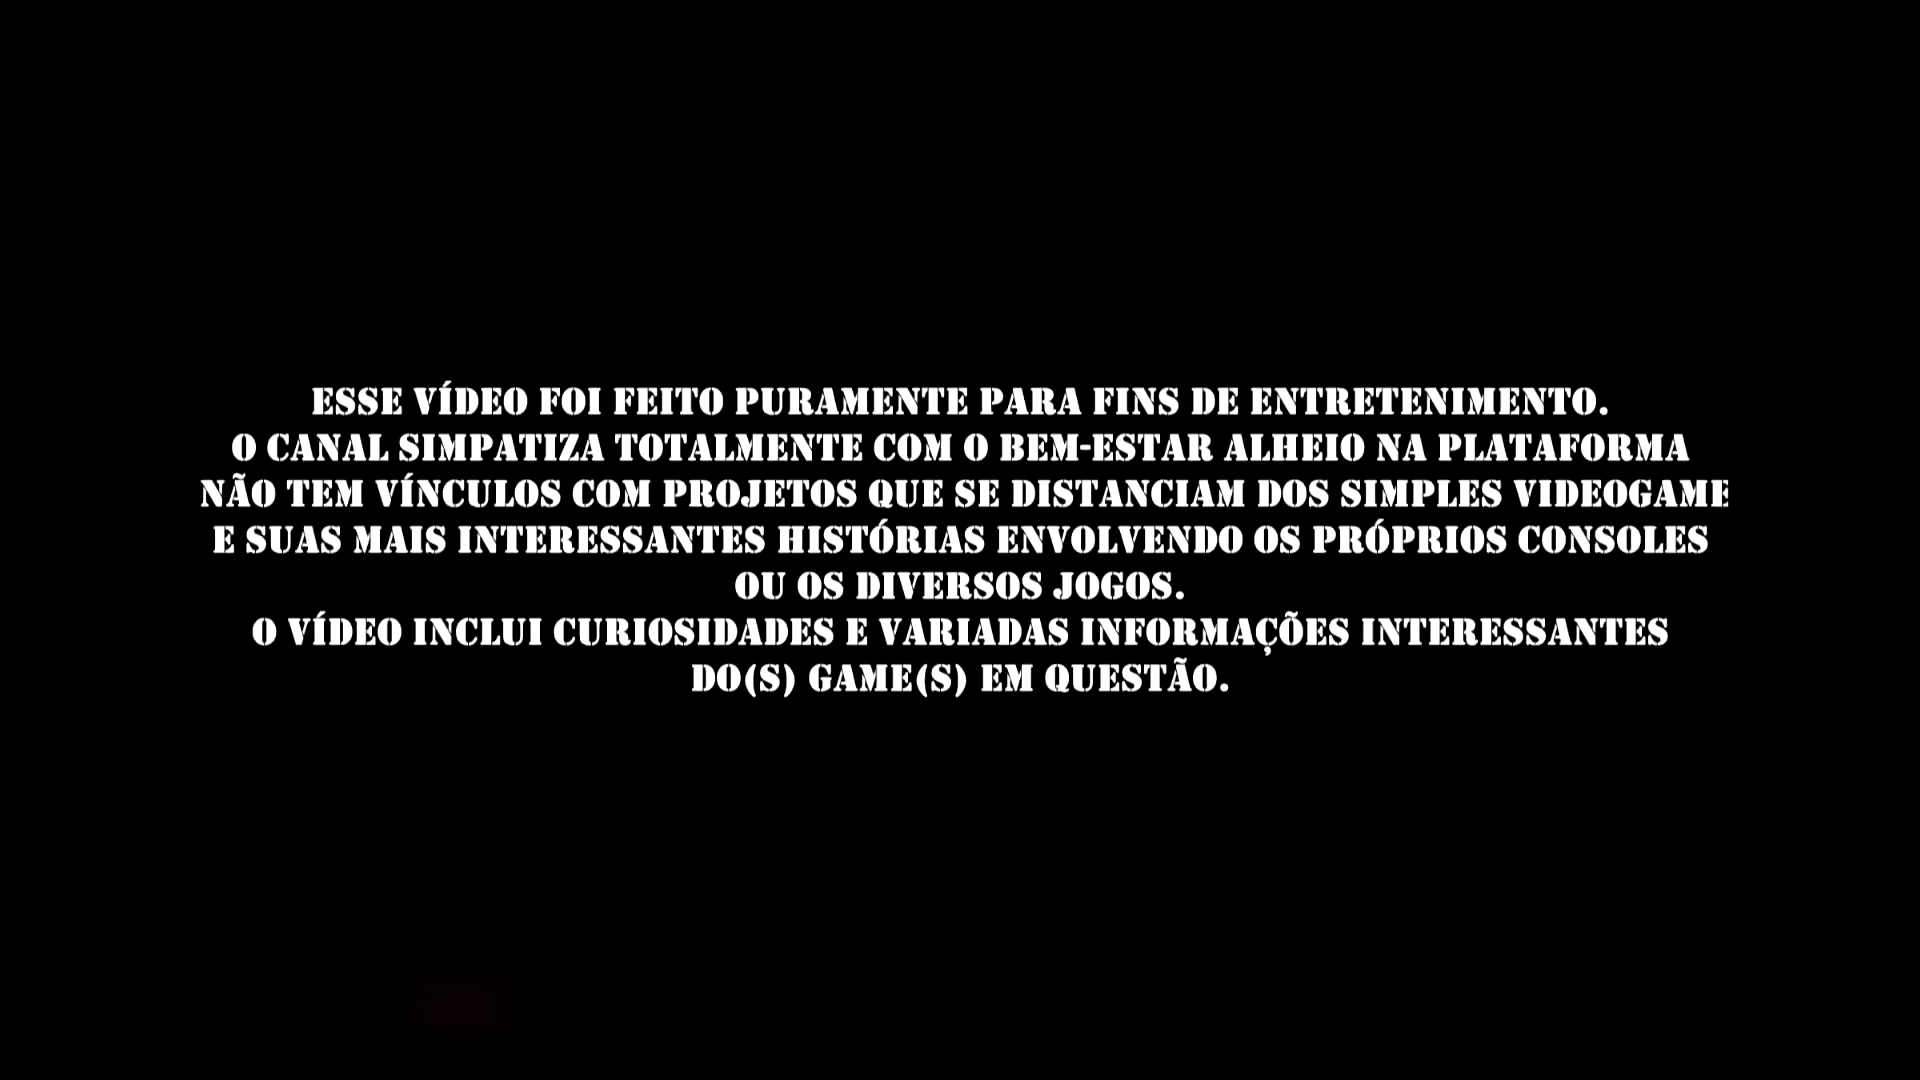 ESSE VÍDEO FOI FEITO PURAMENTE PARA FINS DE ENTRETENIMENTO.
O CANAL SIMPATIZA TOTALMENTE COM O BEM-ESTAR ALHEIO NA PLATAFORMA
NÃO TEM VÍNCULOS COM PROJETOS QUE SE DISTANCIAM DOS SIMPLES VIDEOGAME
E SUAS MAIS INTERESSANTES HISTÓRIAS ENVOLVENDO OS PRÓPRIOS CONSOLES
OU OS DIVERSOS JOGOS.
O VÍDEO INCLUI CURIOSIDADES E VARIADAS INFORMAÇÕES INTERESSANTES
DO(S) GAME(S) EM QUESTÃO.